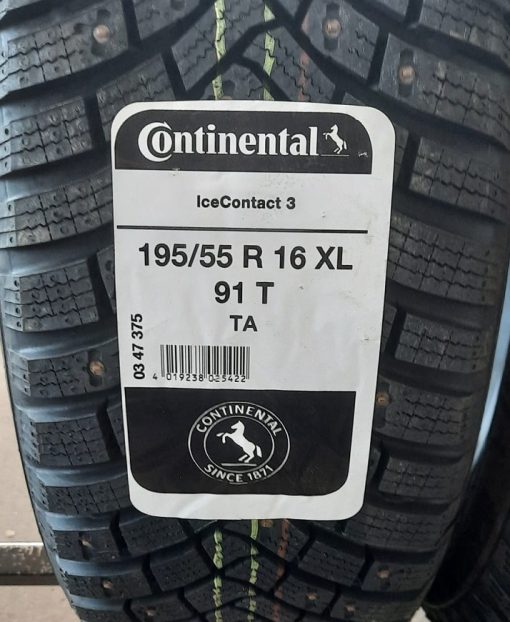 Continental
IceContact 3
195/55 R 16 XL
91 T
TA
03 47 375
4 019238 025422
CONTINENTAL
SINCE 1871